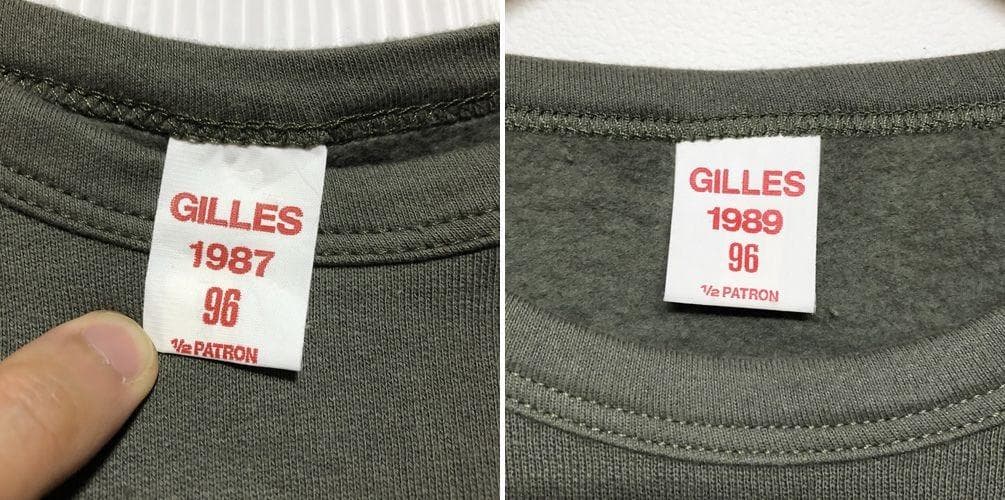 GILLES
1987
96
1/2 PATRON
GILLES
1989
96
1/2 PATRON